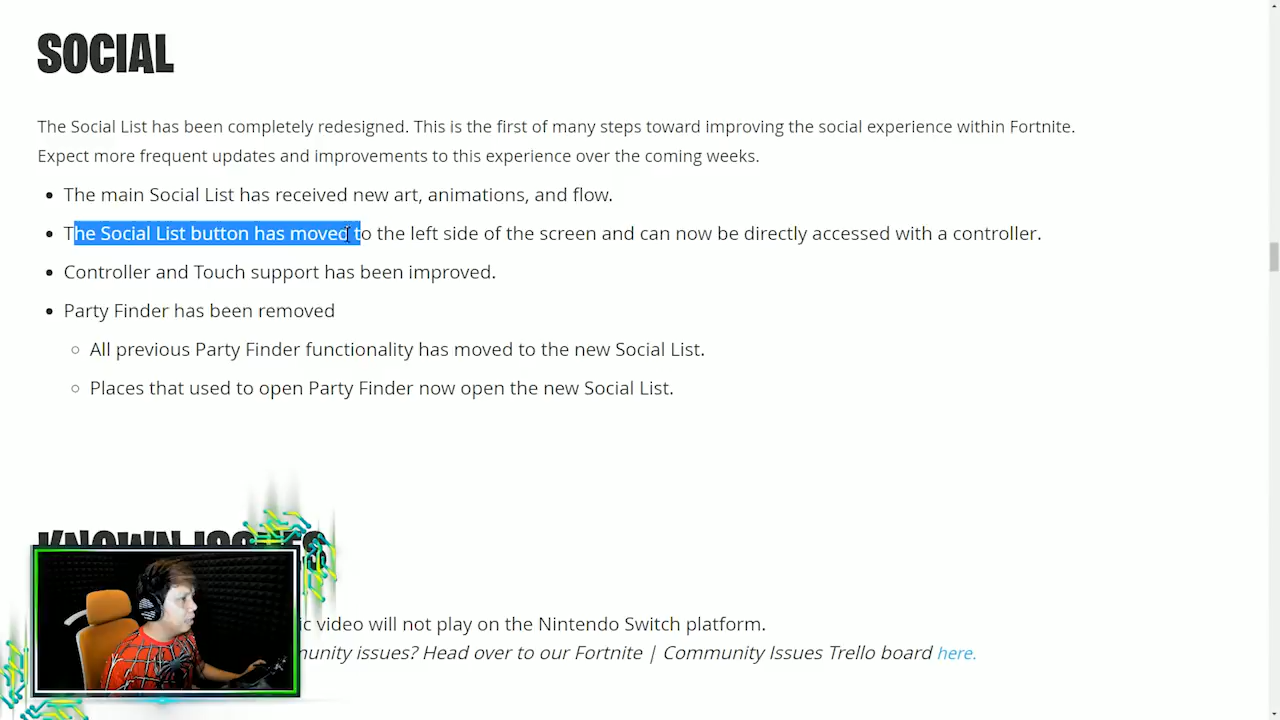 SOCIAL
The Social List has been completely redesigned. This is the first of many steps toward improving the social experience within Fortnite.
Expect more frequent updates and improvements to this experience over the coming weeks.
• The main Social List has received new art, animations, and flow.
• The Social List button has moved to the left side of the screen and can now be directly accessed with a controller.
• Controller and Touch support has been improved.
• Party Finder has been removed
○ All previous Party Finder functionality has moved to the new Social List.
○ Places that used to open Party Finder now open the new Social List.
KNOWN ISSUES
video will not play on the Nintendo Switch platform.
issues? Head over to our Fortnite | Community Issues Trello board here.